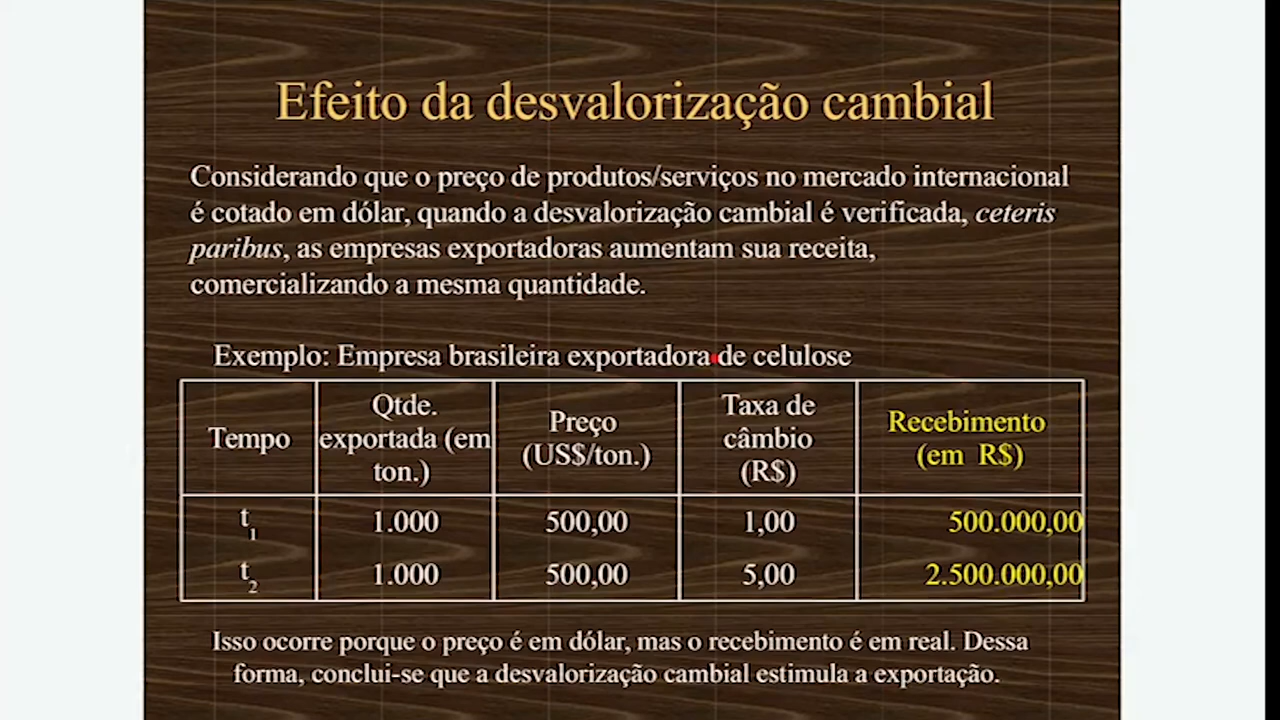 Efeito da desvalorização cambial
Considerando que o preço de produtos/serviços no mercado internacional
é cotado em dólar, quando a desvalorização cambial é verificada, ceteris
paribus, as empresas exportadoras aumentam sua receita,
comercializando a mesma quantidade.
Exemplo: Empresa brasileira exportadora de celulose
Tempo
Qtde.
exportada (em
ton.)
Preço
(US$/ton.)
Taxa de
câmbio
(R$)
Recebimento
(em R$)
t1 1.000 500,00 1,00 500.000,00
t2 1.000 500,00 5,00 2.500.000,00
Isso ocorre porque o preço é em dólar, mas o recebimento é em real. Dessa
forma, conclui-se que a desvalorização cambial estimula a exportação.